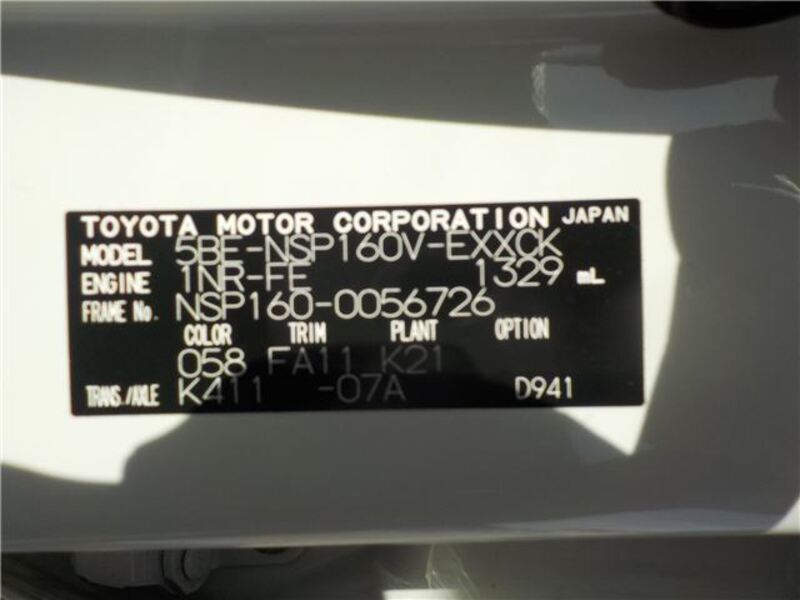 TOYOTA MOTOR CORPORATION JAPAN
MODEL 5BE-NSP160V-EXXCK
ENGINE 1NR-FE 1329 mL
FRAME No. NSP160-0056726
COLOR TRIM PLANT OPTION
058 FA11 K21
TRANS./AXLE K411 -07A D941